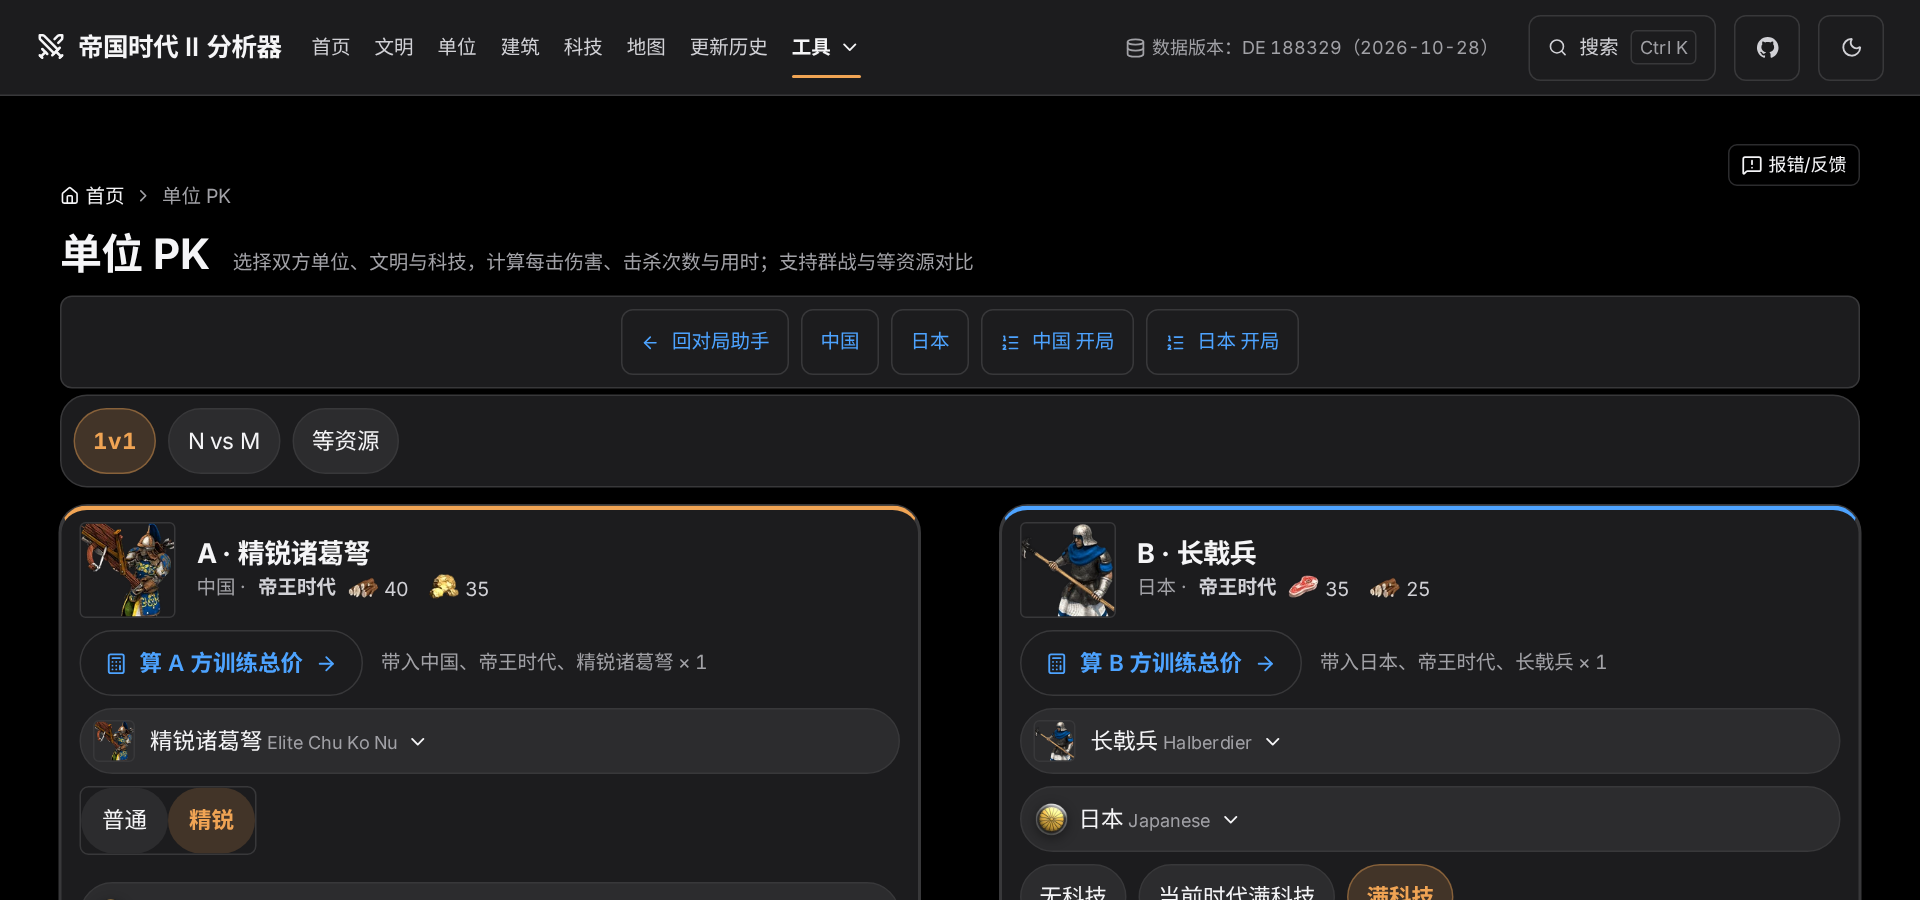 帝国时代 II 分析器 首页 文明 单位 建筑 科技 地图 更新历史 工具 数据版本：DE 188329（2026-10-28） 搜索 Ctrl K
报错/反馈
首页 单位 PK
单位 PK 选择双方单位、文明与科技，计算每击伤害、击杀次数与用时；支持群战与等资源对比
回对局助手 中国 日本 中国 开局 日本 开局
1v1 N vs M 等资源
A · 精锐诸葛弩
中国 · 帝王时代 40 35
算 A 方训练总价 带入中国、帝王时代、精锐诸葛弩 × 1
精锐诸葛弩 Elite Chu Ko Nu
普通 精锐
B · 长戟兵
日本 · 帝王时代 35 25
算 B 方训练总价 带入日本、帝王时代、长戟兵 × 1
长戟兵 Halberdier
日本 Japanese
无科技 当前时代满科技 满科技